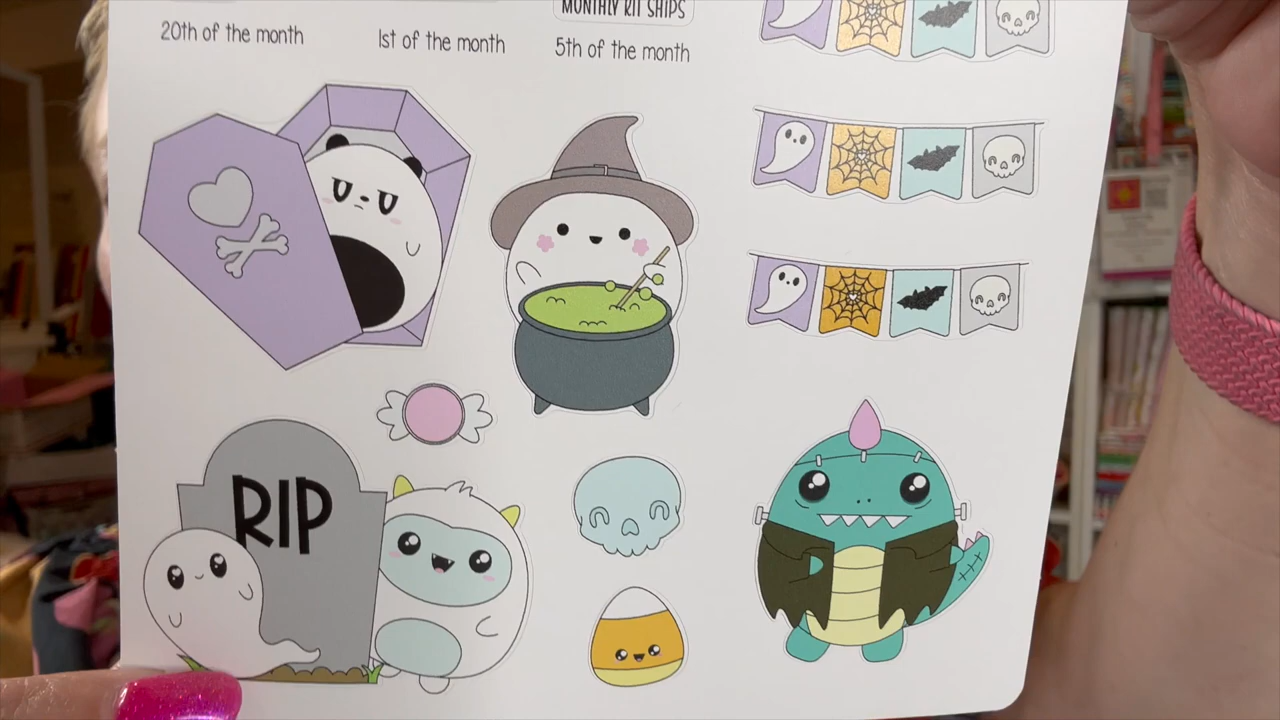 MONTHLY KIT SHIPS
20th of the month
1st of the month
5th of the month
RIP